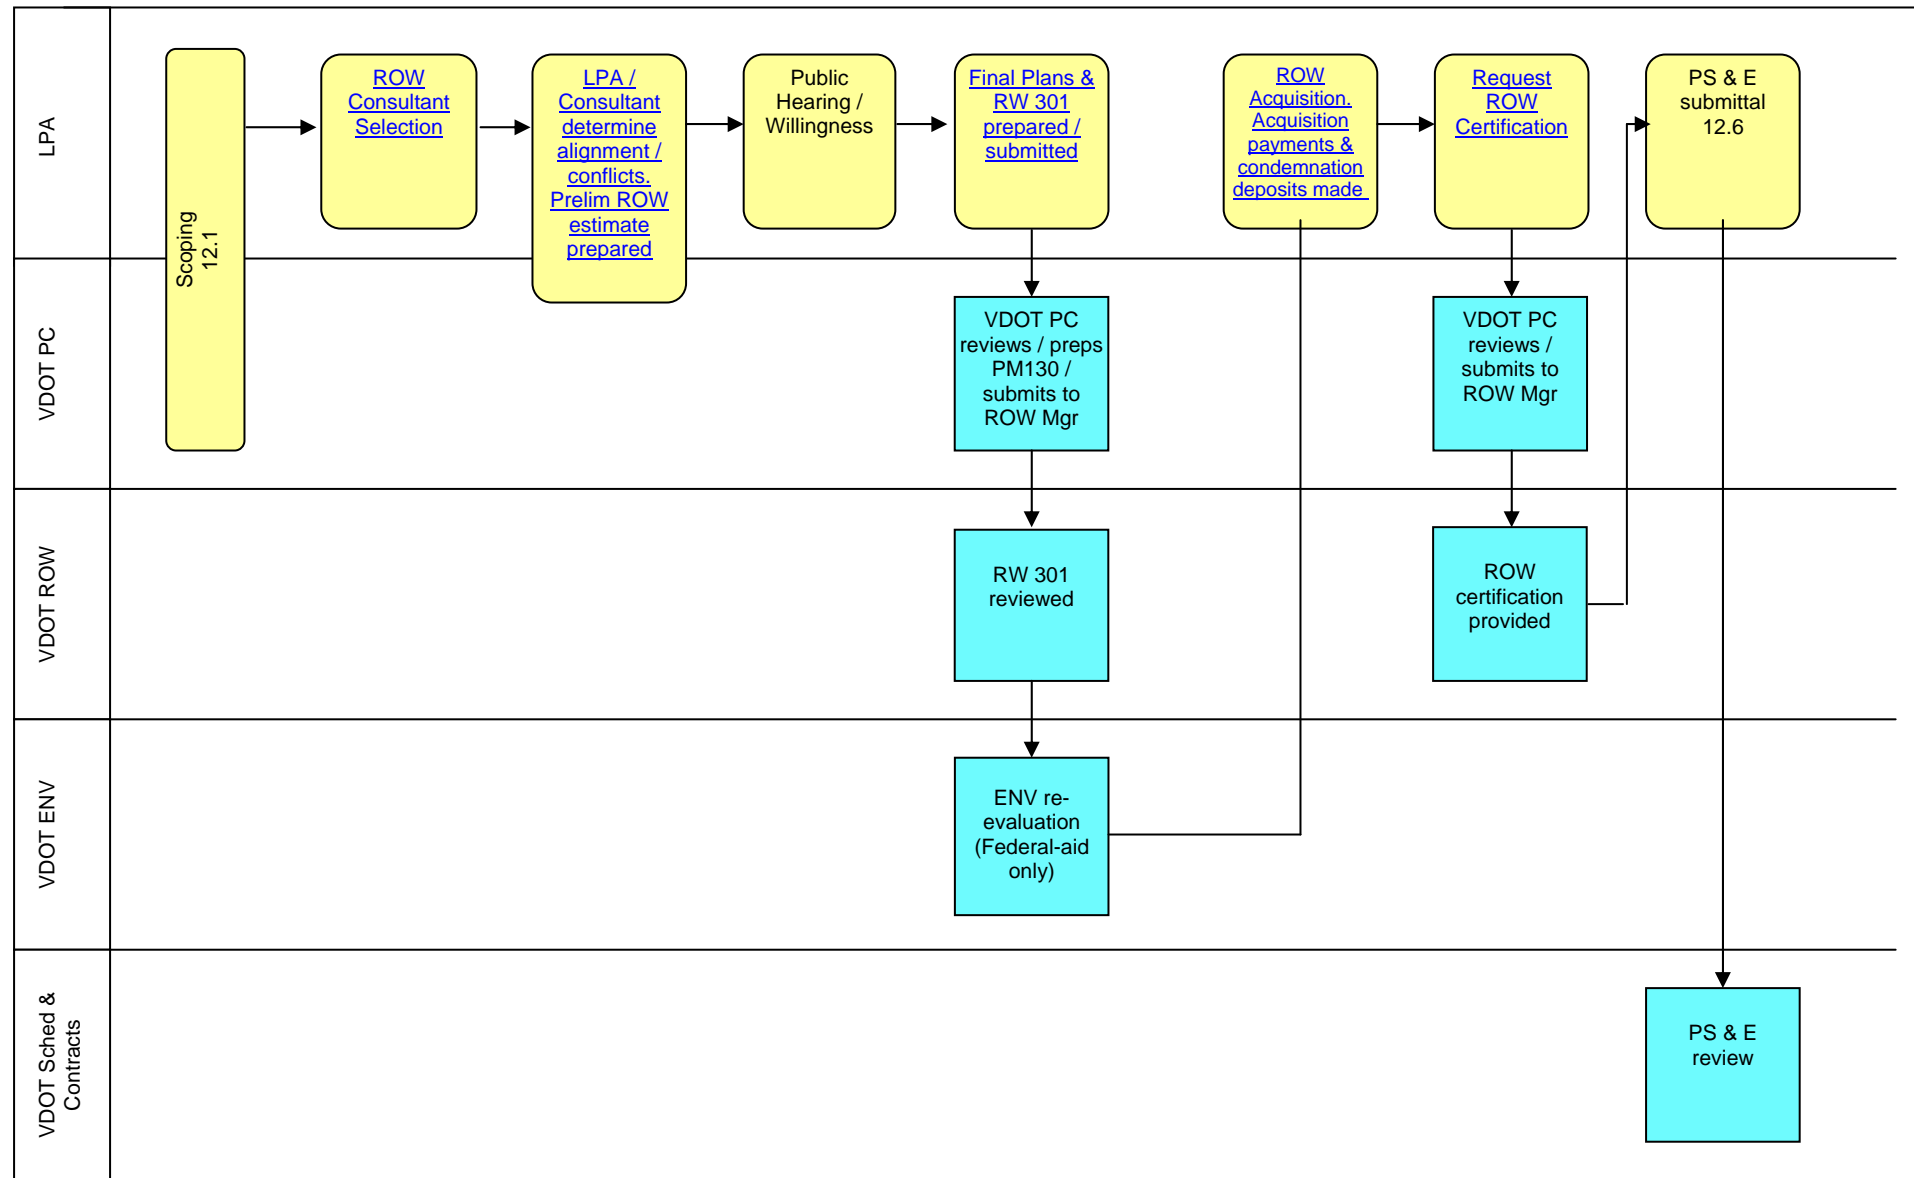 LPA
Scoping
12.1
ROW
Consultant
Selection
LPA /
Consultant
determine
alignment /
conflicts.
Prelim ROW
estimate
prepared
Public
Hearing /
Willingness
Final Plans &
RW 301
prepared /
submitted
ROW
Acquisition.
Acquisition
payments &
condemnation
deposits made
Request
ROW
Certification
PS & E
submittal
12.6
VDOT PC
VDOT PC
reviews / preps
PM130 /
submits to
ROW Mgr
VDOT PC
reviews /
submits to
ROW Mgr
VDOT ROW
RW 301
reviewed
ROW
certification
provided
VDOT ENV
ENV re-
evaluation
(Federal-aid
only)
VDOT Sched &
Contracts
PS & E
review